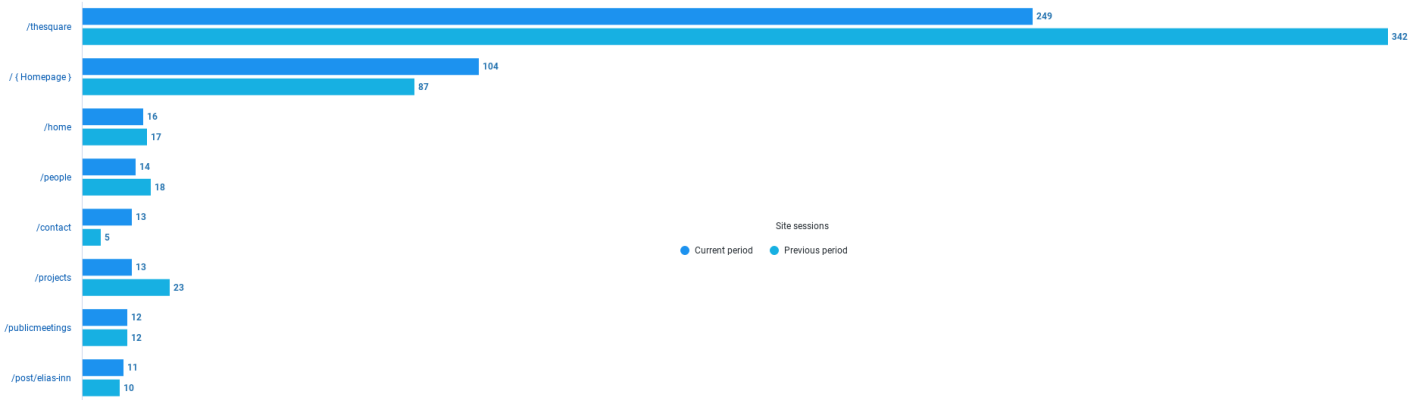 /thesquare
249
342
/ { Homepage }
104
87
/home
16
17
/people
14
18
/contact
13
5
Site sessions
Current period
Previous period
/projects
13
23
/publicmeetings
12
12
/post/elias-inn
11
10